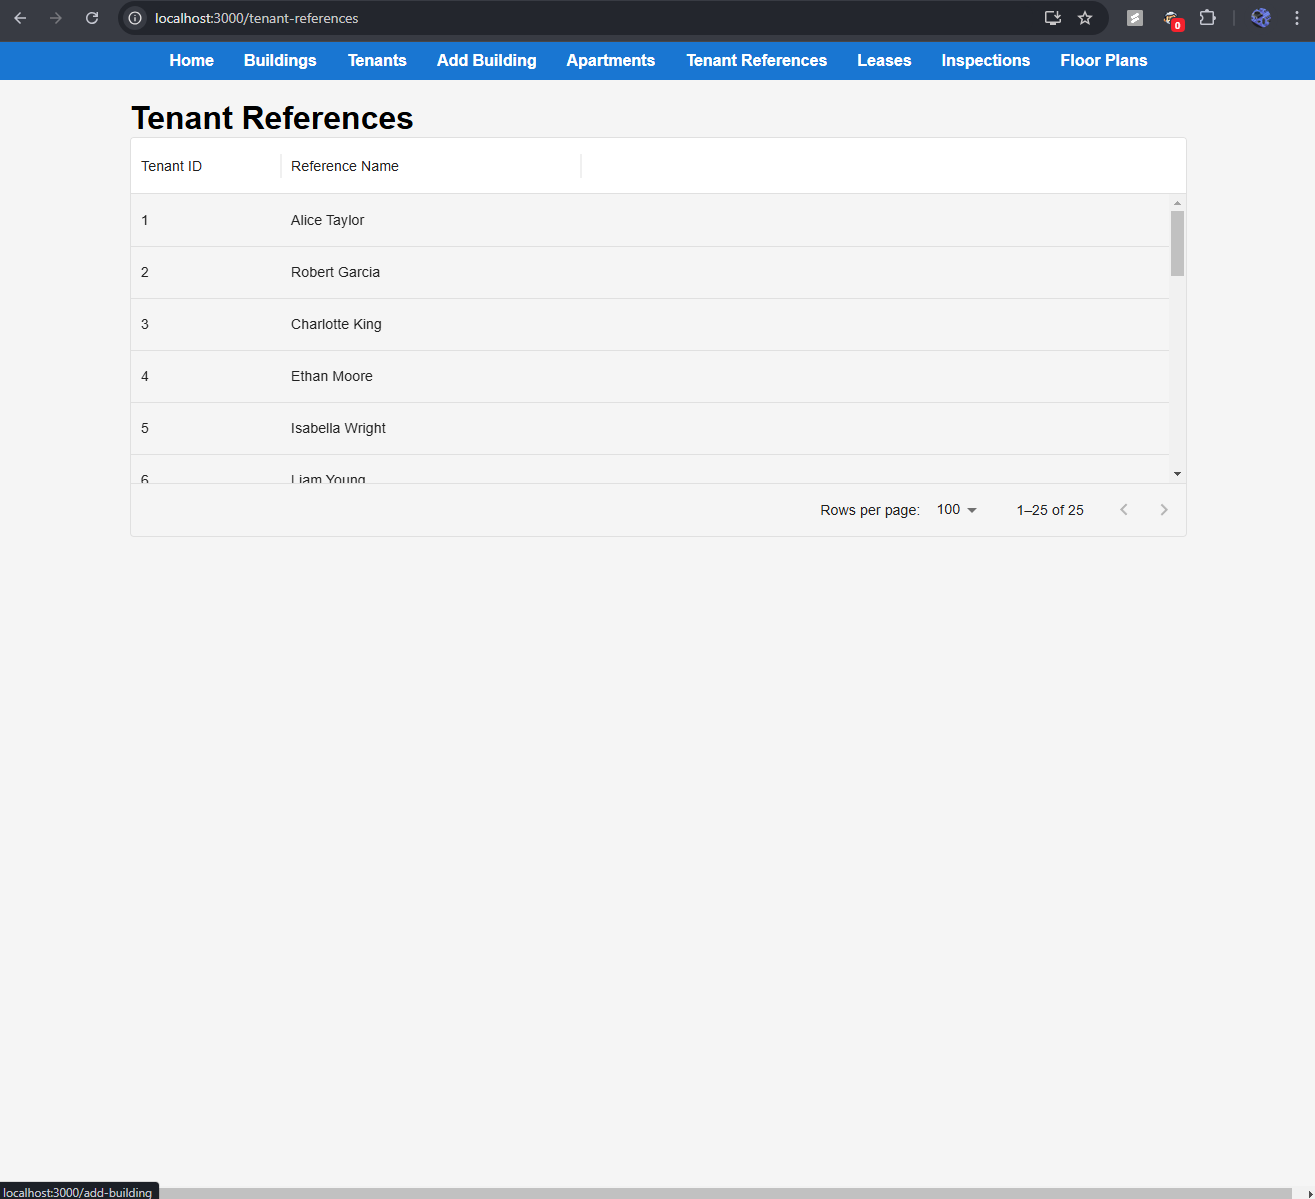 localhost:3000/tenant-references
0
Home Buildings Tenants Add Building Apartments Tenant References Leases Inspections Floor Plans
Tenant References
Tenant ID Reference Name
1 Alice Taylor
2 Robert Garcia
3 Charlotte King
4 Ethan Moore
5 Isabella Wright
6 Liam Young
Rows per page: 100 1–25 of 25
localhost:3000/add-building